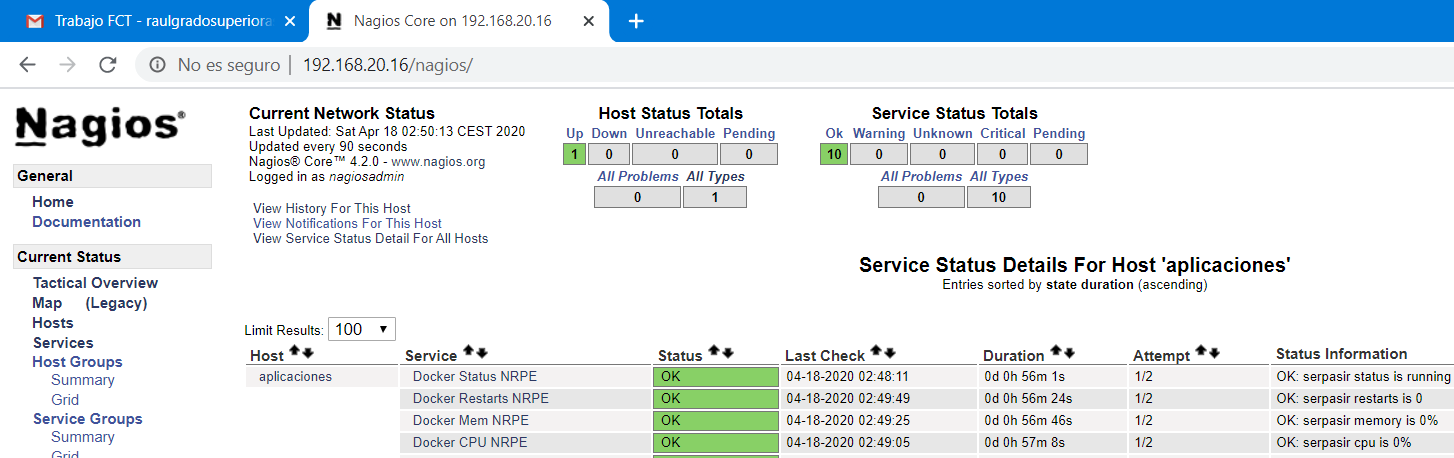 Trabajo FCT - raulgradosuperiora
Nagios Core on 192.168.20.16
No es seguro | 192.168.20.16/nagios/
Nagios®
General
Home
Documentation
Current Status
Tactical Overview
Map (Legacy)
Hosts
Services
Host Groups
Summary
Grid
Service Groups
Summary
Grid
Current Network Status
Last Updated: Sat Apr 18 02:50:13 CEST 2020
Updated every 90 seconds
Nagios® Core™ 4.2.0 - www.nagios.org
Logged in as nagiosadmin
View History For This Host
View Notifications For This Host
View Service Status Detail For All Hosts
Host Status Totals
Up Down Unreachable Pending
1 0 0 0
All Problems All Types
0 1
Service Status Totals
Ok Warning Unknown Critical Pending
10 0 0 0 0
All Problems All Types
0 10
Service Status Details For Host 'aplicaciones'
Entries sorted by state duration (ascending)
Limit Results: 100
Host Service Status Last Check Duration Attempt Status Information
aplicaciones Docker Status NRPE OK 04-18-2020 02:48:11 0d 0h 56m 1s 1/2 OK: serpasir status is running
Docker Restarts NRPE OK 04-18-2020 02:49:49 0d 0h 56m 24s 1/2 OK: serpasir restarts is 0
Docker Mem NRPE OK 04-18-2020 02:49:25 0d 0h 56m 46s 1/2 OK: serpasir memory is 0%
Docker CPU NRPE OK 04-18-2020 02:49:05 0d 0h 57m 8s 1/2 OK: serpasir cpu is 0%